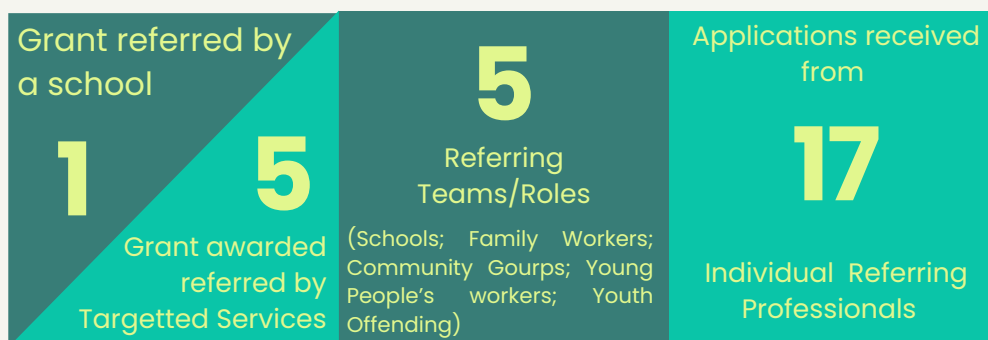 Grant referred by
a school
1
5
Grant awarded
referred by
Targetted Services
5
Referring
Teams/Roles
(Schools; Family Workers;
Community Gourps; Young
People's workers; Youth
Offending)
Applications received
from
17
Individual Referring
Professionals